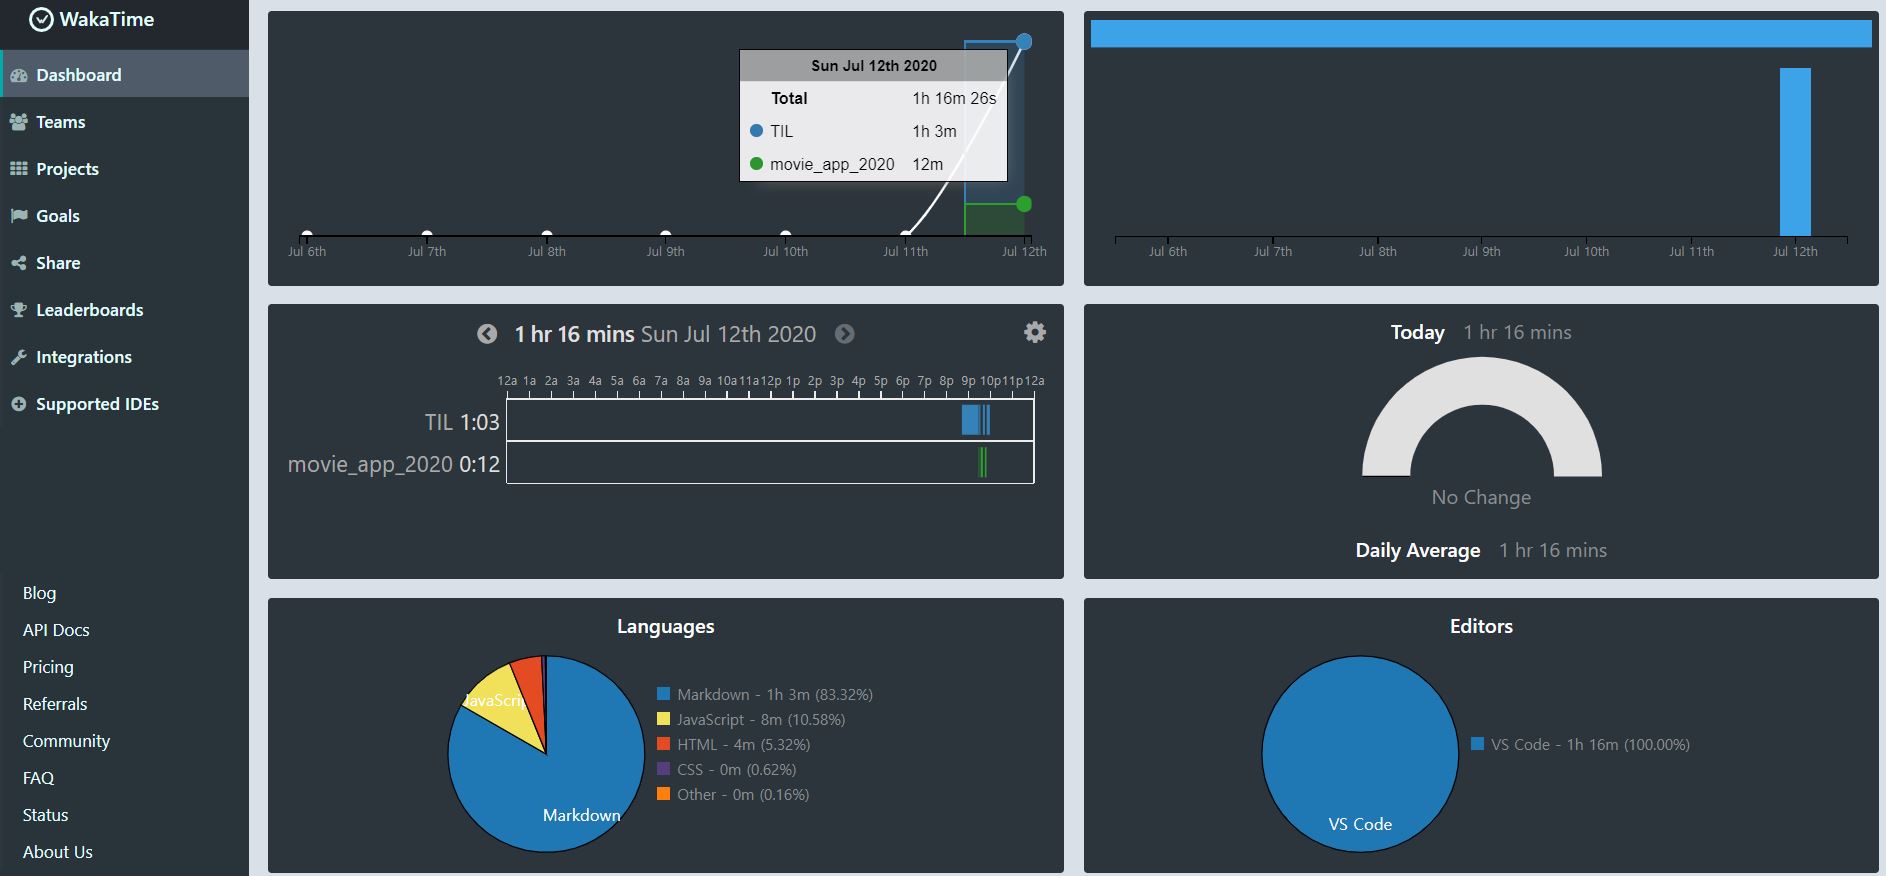 WakaTime
Dashboard
Teams
Projects
Goals
Share
Leaderboards
Integrations
Supported IDEs
Blog
API Docs
Pricing
Referrals
Community
FAQ
Status
About Us
Sun Jul 12th 2020
Total 1h 16m 26s
TIL 1h 3m
movie_app_2020 12m
Jul 6th Jul 7th Jul 8th Jul 9th Jul 10th Jul 11th Jul 12th
Jul 6th Jul 7th Jul 8th Jul 9th Jul 10th Jul 11th Jul 12th
1 hr 16 mins Sun Jul 12th 2020
12a 1a 2a 3a 4a 5a 6a 7a 8a 9a 10a 11a 12p 1p 2p 3p 4p 5p 6p 7p 8p 9p 10p 11p 12a
TIL 1:03
movie_app_2020 0:12
Today 1 hr 16 mins
No Change
Daily Average 1 hr 16 mins
Languages
JavaScrip
Markdown
Markdown - 1h 3m (83.32%)
JavaScript - 8m (10.58%)
HTML - 4m (5.32%)
CSS - 0m (0.62%)
Other - 0m (0.16%)
Editors
VS Code
VS Code - 1h 16m (100.00%)